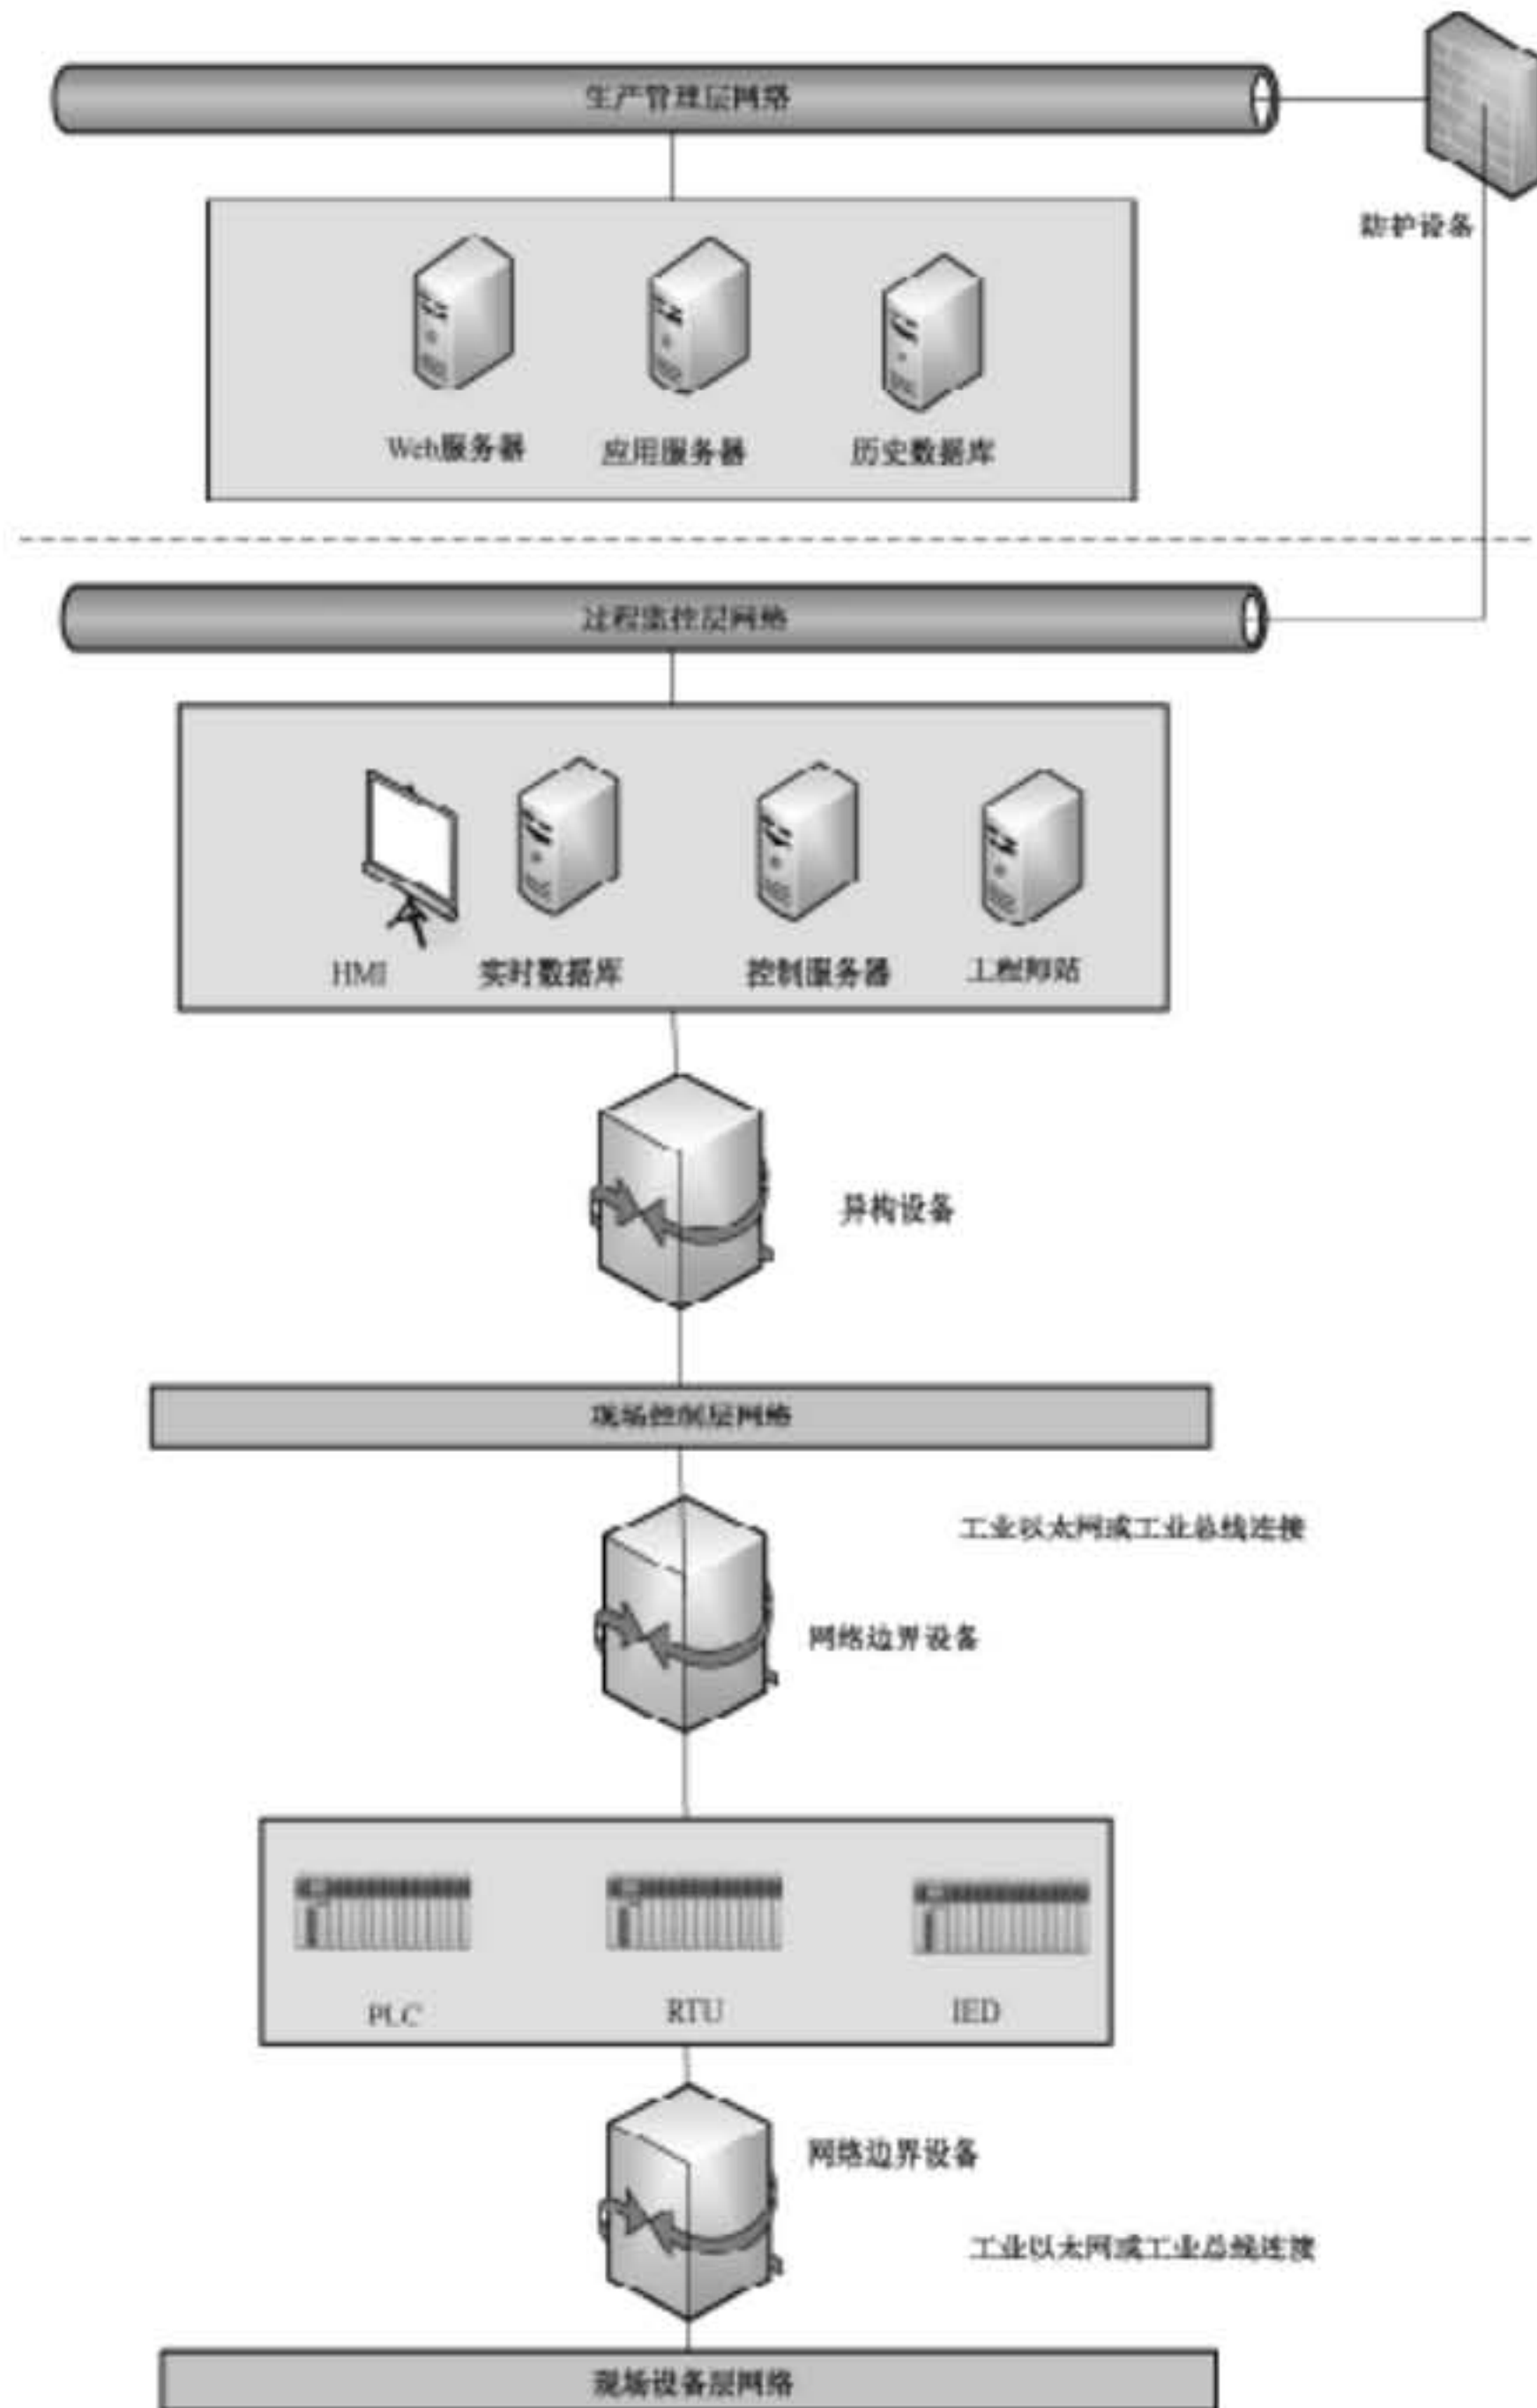 生产管理层网络
防护设备
Web服务器
应用服务器
历史数据库
过程监控层网络
HMI
实时数据库
控制服务器
工程师站
异构设备
现场控制层网络
工业以太网或工业总线连接
网络边界设备
PLC
RTU
IED
网络边界设备
工业以太网或工业总线连接
现场设备层网络